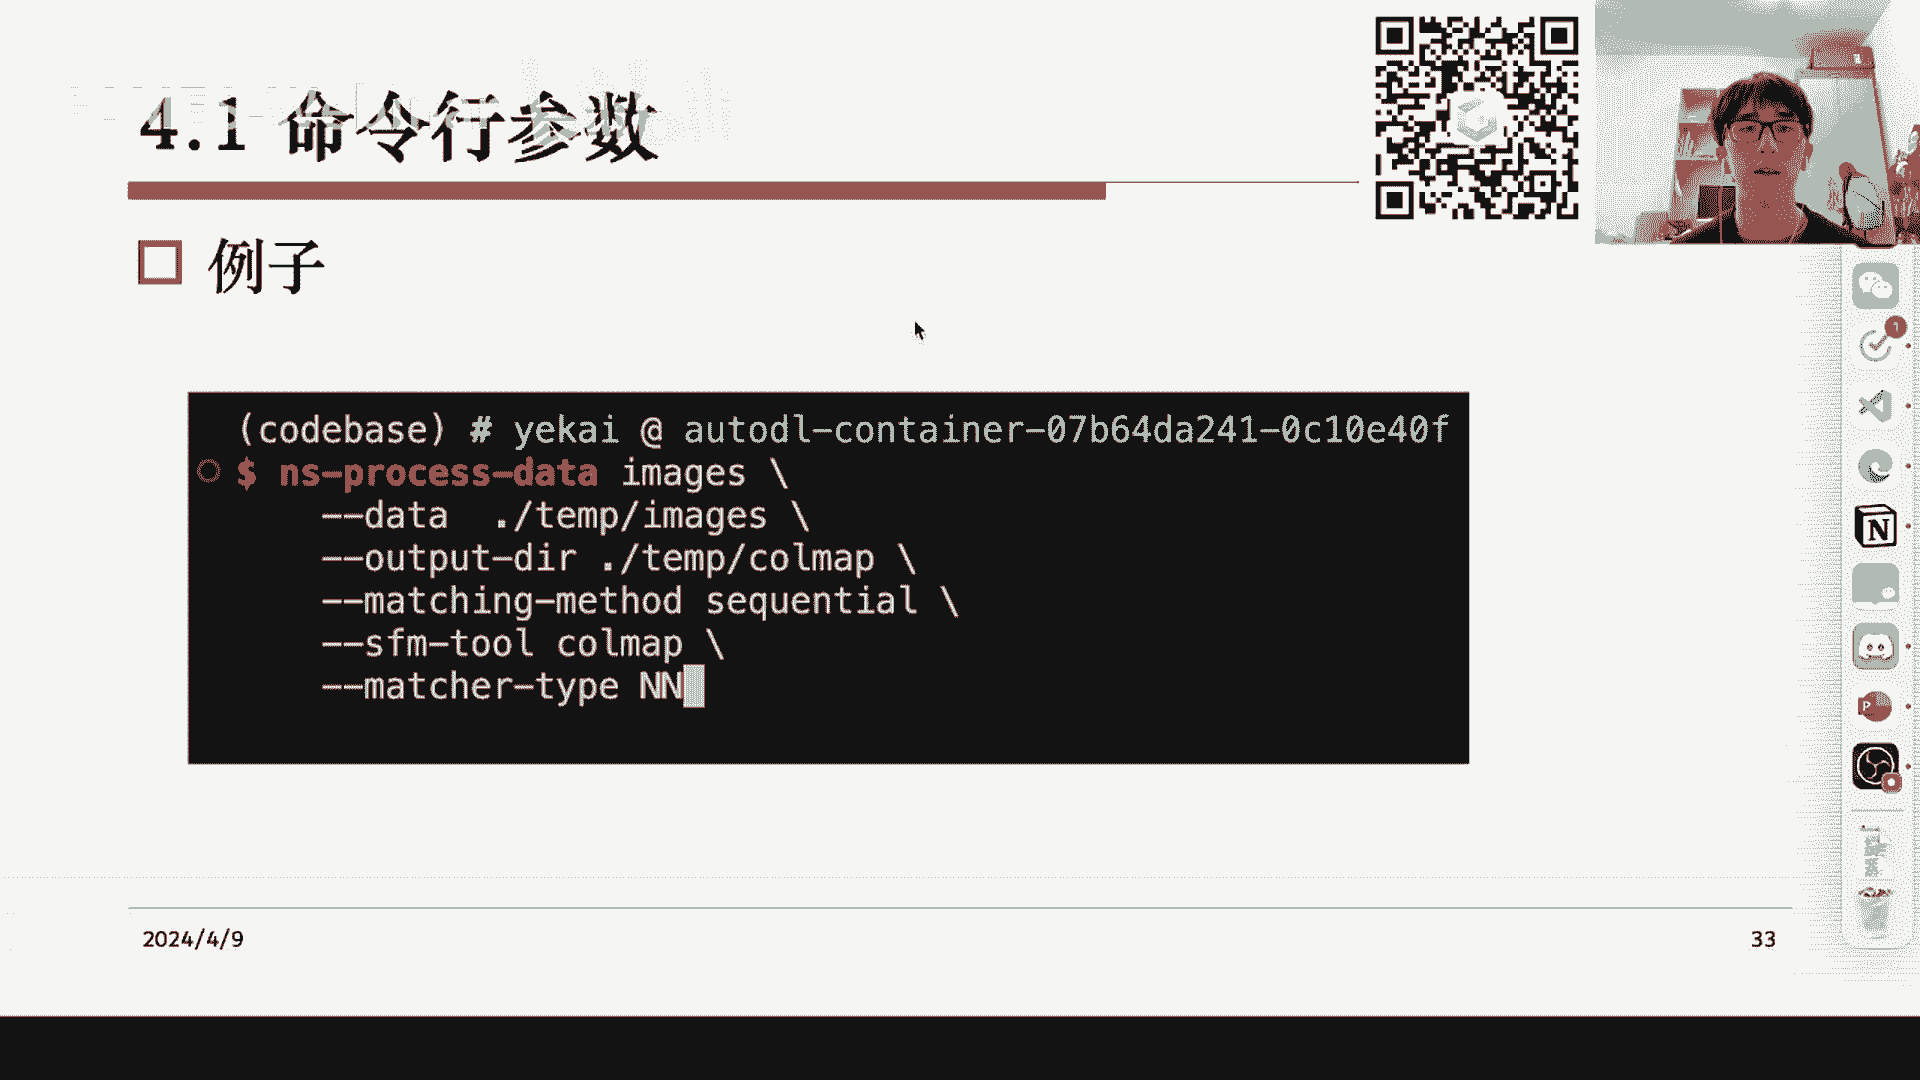 4.1 命令行参数
例子
(codebase) # yekai @ autodl-container-07b64da241-0c10e40f
$ ns-process-data images \
--data ./temp/images \
--output-dir ./temp/colmap \
--matching-method sequential \
--sfm-tool colmap \
--matcher-type NN
2024/4/9
33